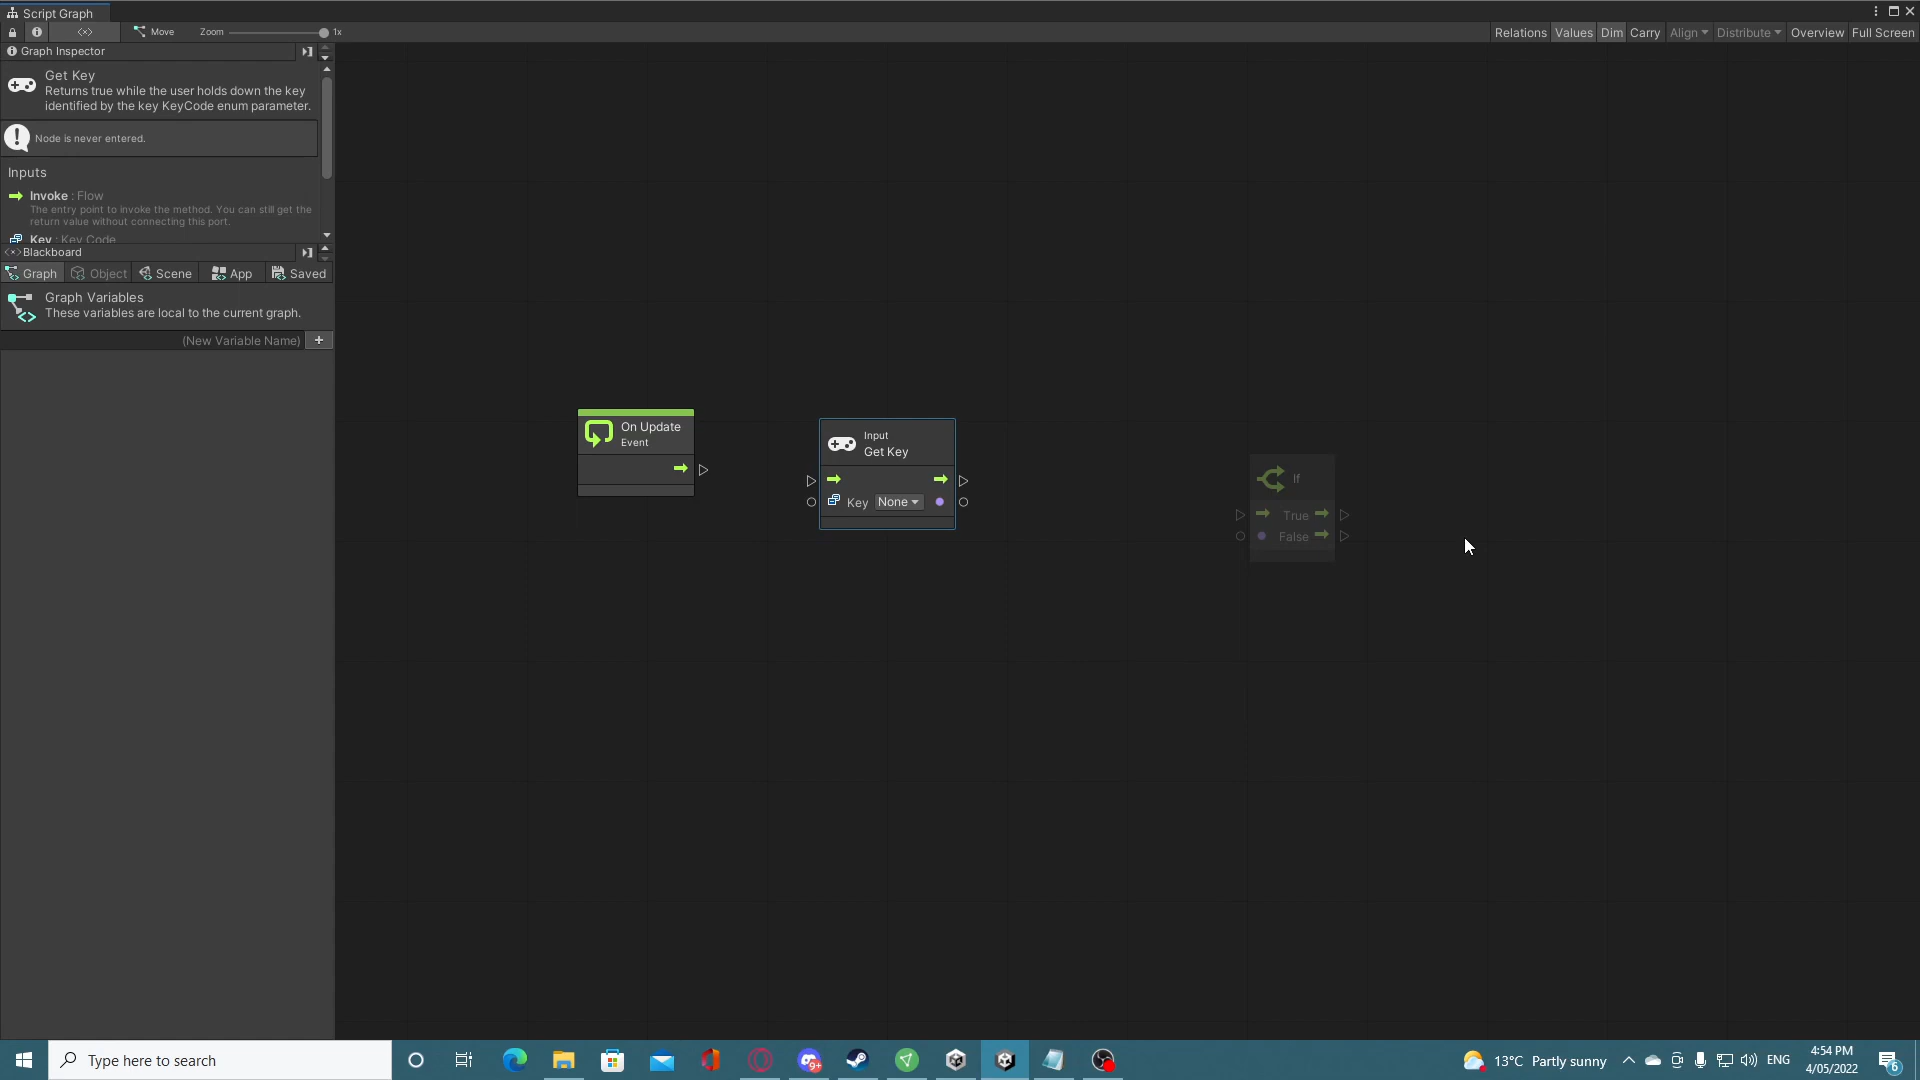 Script Graph
Move
Zoom
1x
Relations
Values
Dim
Carry
Align
Distribute
Overview
Full Screen
Graph Inspector
Get Key
Returns true while the user holds down the key
identified by the key KeyCode enum parameter.
Node is never entered.
Inputs
Invoke : Flow
The entry point to invoke the method. You can still get the
return value without connecting this port.
Key : Key Code
<x> Blackboard
Graph
Object
Scene
App
Saved
Graph Variables
These variables are local to the current graph.
(New Variable Name)
+
On Update
Event
Input
Get Key
Key
None
If
True
False
Type here to search
9+
13°C Partly sunny
ENG
4:54 PM
4/05/2022
6